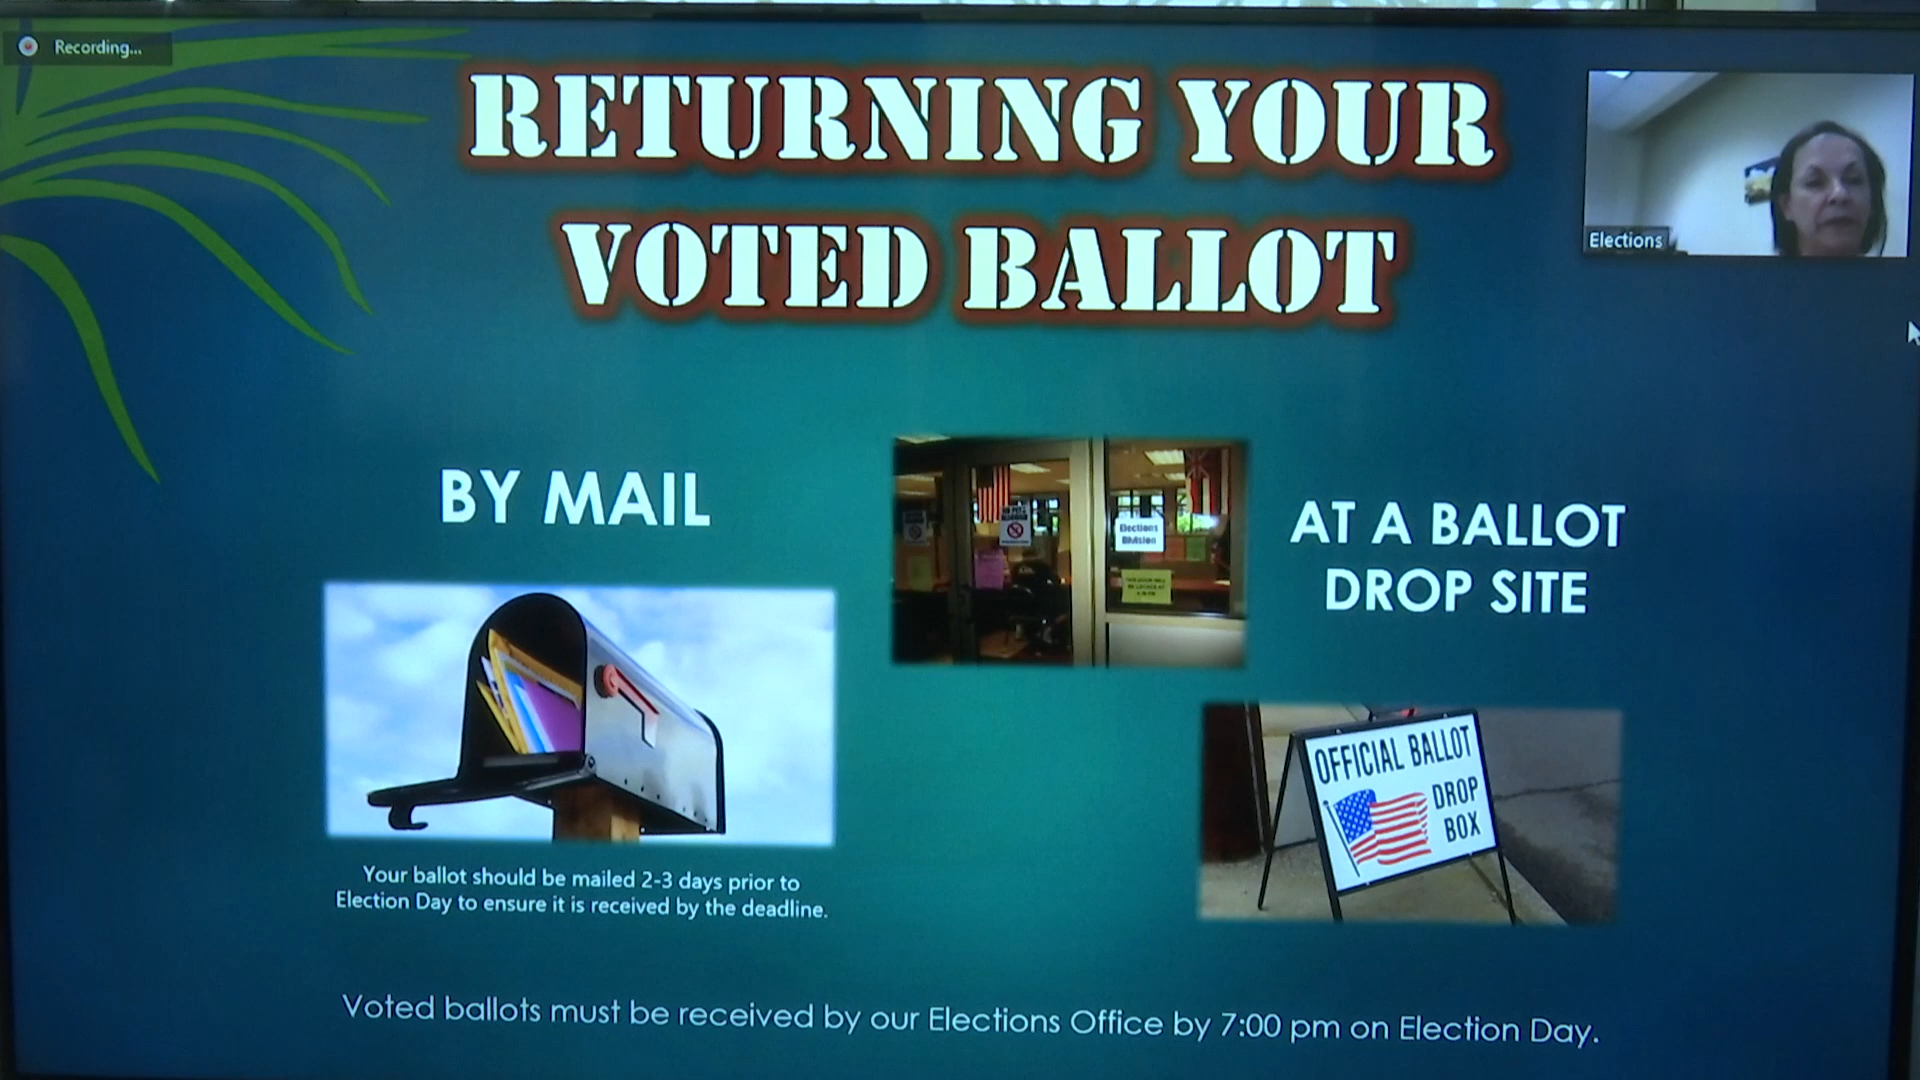 Recording...
RETURNING YOUR
VOTED BALLOT
Elections
BY MAIL
Elections
Division
AT A BALLOT
DROP SITE
OFFICIAL BALLOT
DROP
BOX
Your ballot should be mailed 2-3 days prior to
Election Day to ensure it is received by the deadline.
Voted ballots must be received by our Elections Office by 7:00 pm on Election Day.